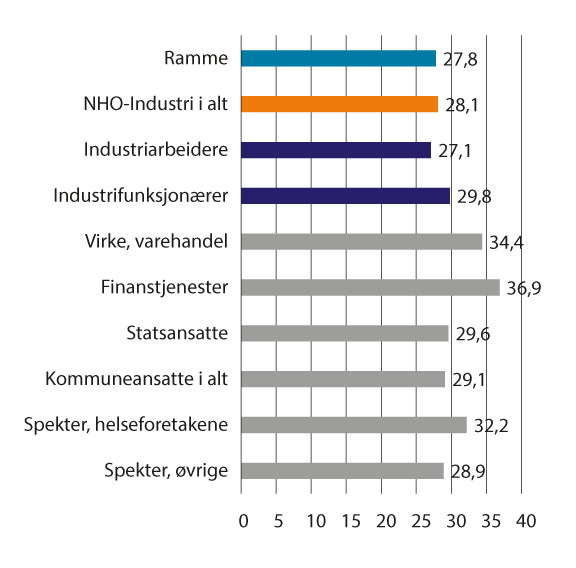 Ramme 27,8
NHO-Industri i alt 28,1
Industriarbeidere 27,1
Industrifunksjonærer 29,8
Virke, varehandel 34,4
Finanstjenester 36,9
Statsansatte 29,6
Kommuneansatte i alt 29,1
Spekter, helseforetakene 32,2
Spekter, øvrige 28,9
0 5 10 15 20 25 30 35 40